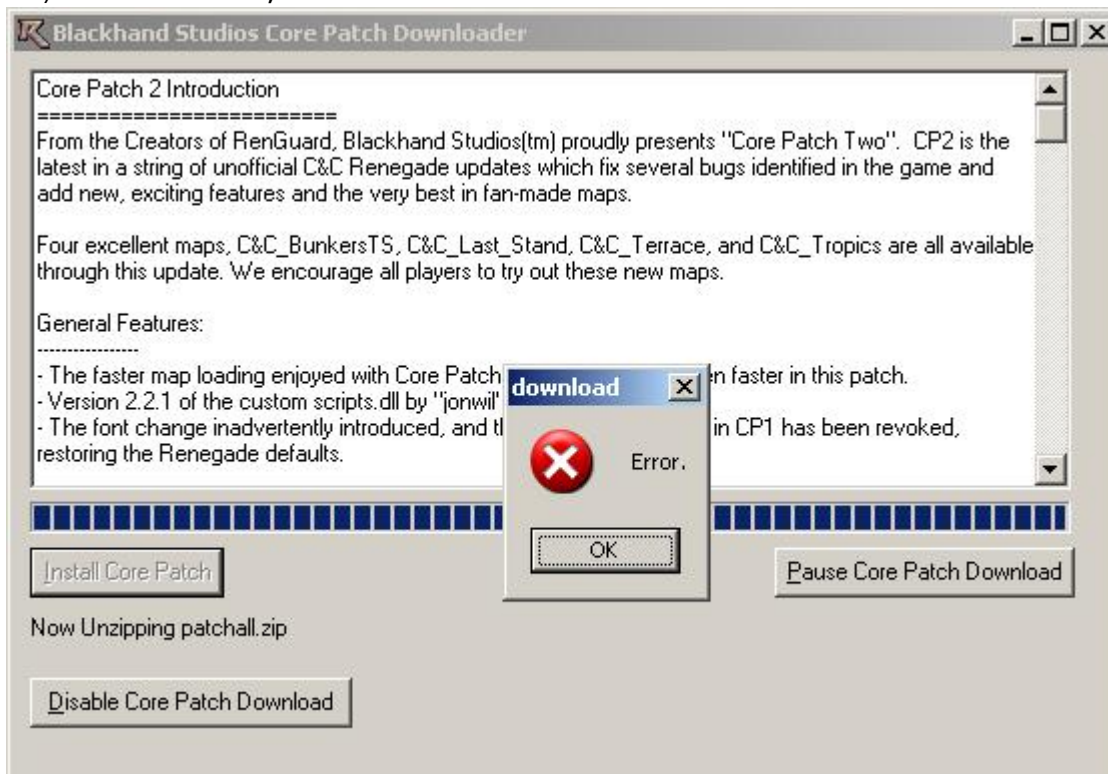 Blackhand Studios Core Patch Downloader
Core Patch 2 Introduction
==========================
From the Creators of RenGuard, Blackhand Studios(tm) proudly presents "Core Patch Two". CP2 is the
latest in a string of unofficial C&C Renegade updates which fix several bugs identified in the game and
add new, exciting features and the very best in fan-made maps.
Four excellent maps, C&C_BunkersTS, C&C_Last_Stand, C&C_Terrace, and C&C_Tropics are all available
through this update. We encourage all players to try out these new maps.
General Features:
----------------
- The faster map loading enjoyed with Core Patch n faster in this patch.
- Version 2.2.1 of the custom scripts.dll by "jonwil"
- The font change inadvertently introduced, and in CP1 has been revoked,
restoring the Renegade defaults.
download
Error.
OK
Install Core Patch
Pause Core Patch Download
Now Unzipping patchall.zip
Disable Core Patch Download